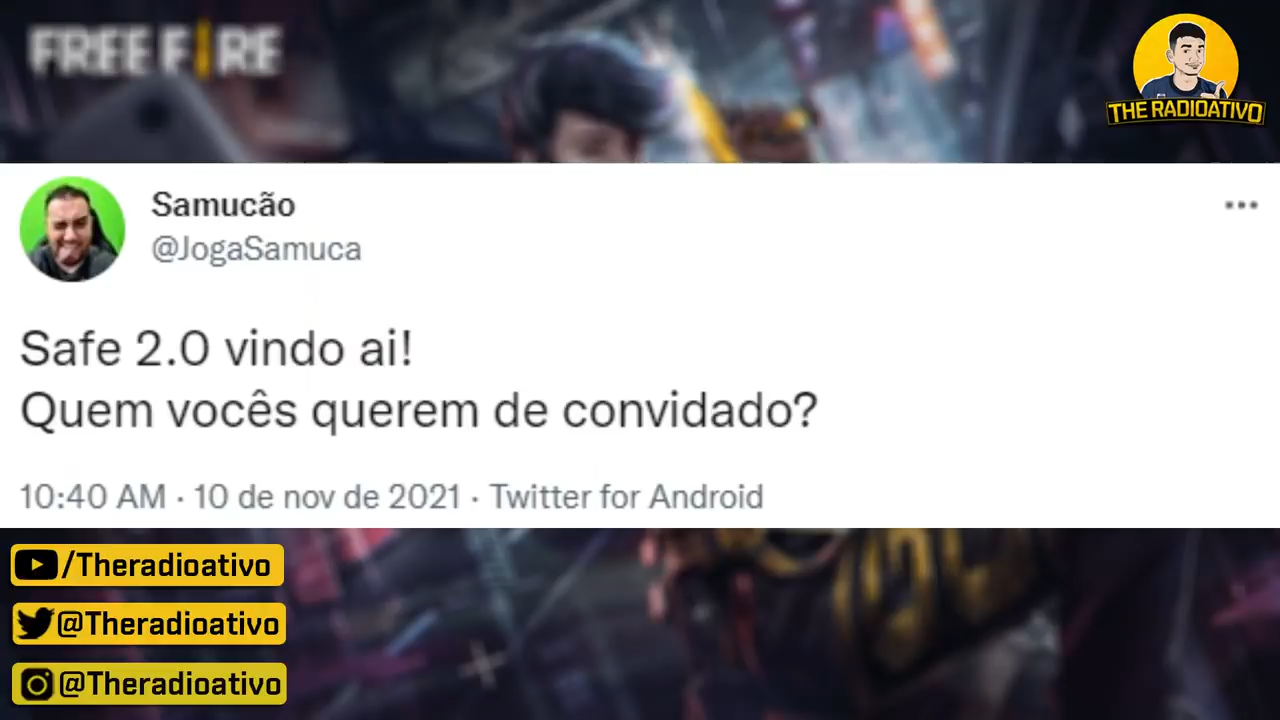 FREE FIRE
THE RADIOATIVO
Samucão
@JogaSamuca
Safe 2.0 vindo ai!
Quem vocês querem de convidado?
10:40 AM · 10 de nov de 2021 · Twitter for Android
/Theradioativo
@Theradioativo
@Theradioativo